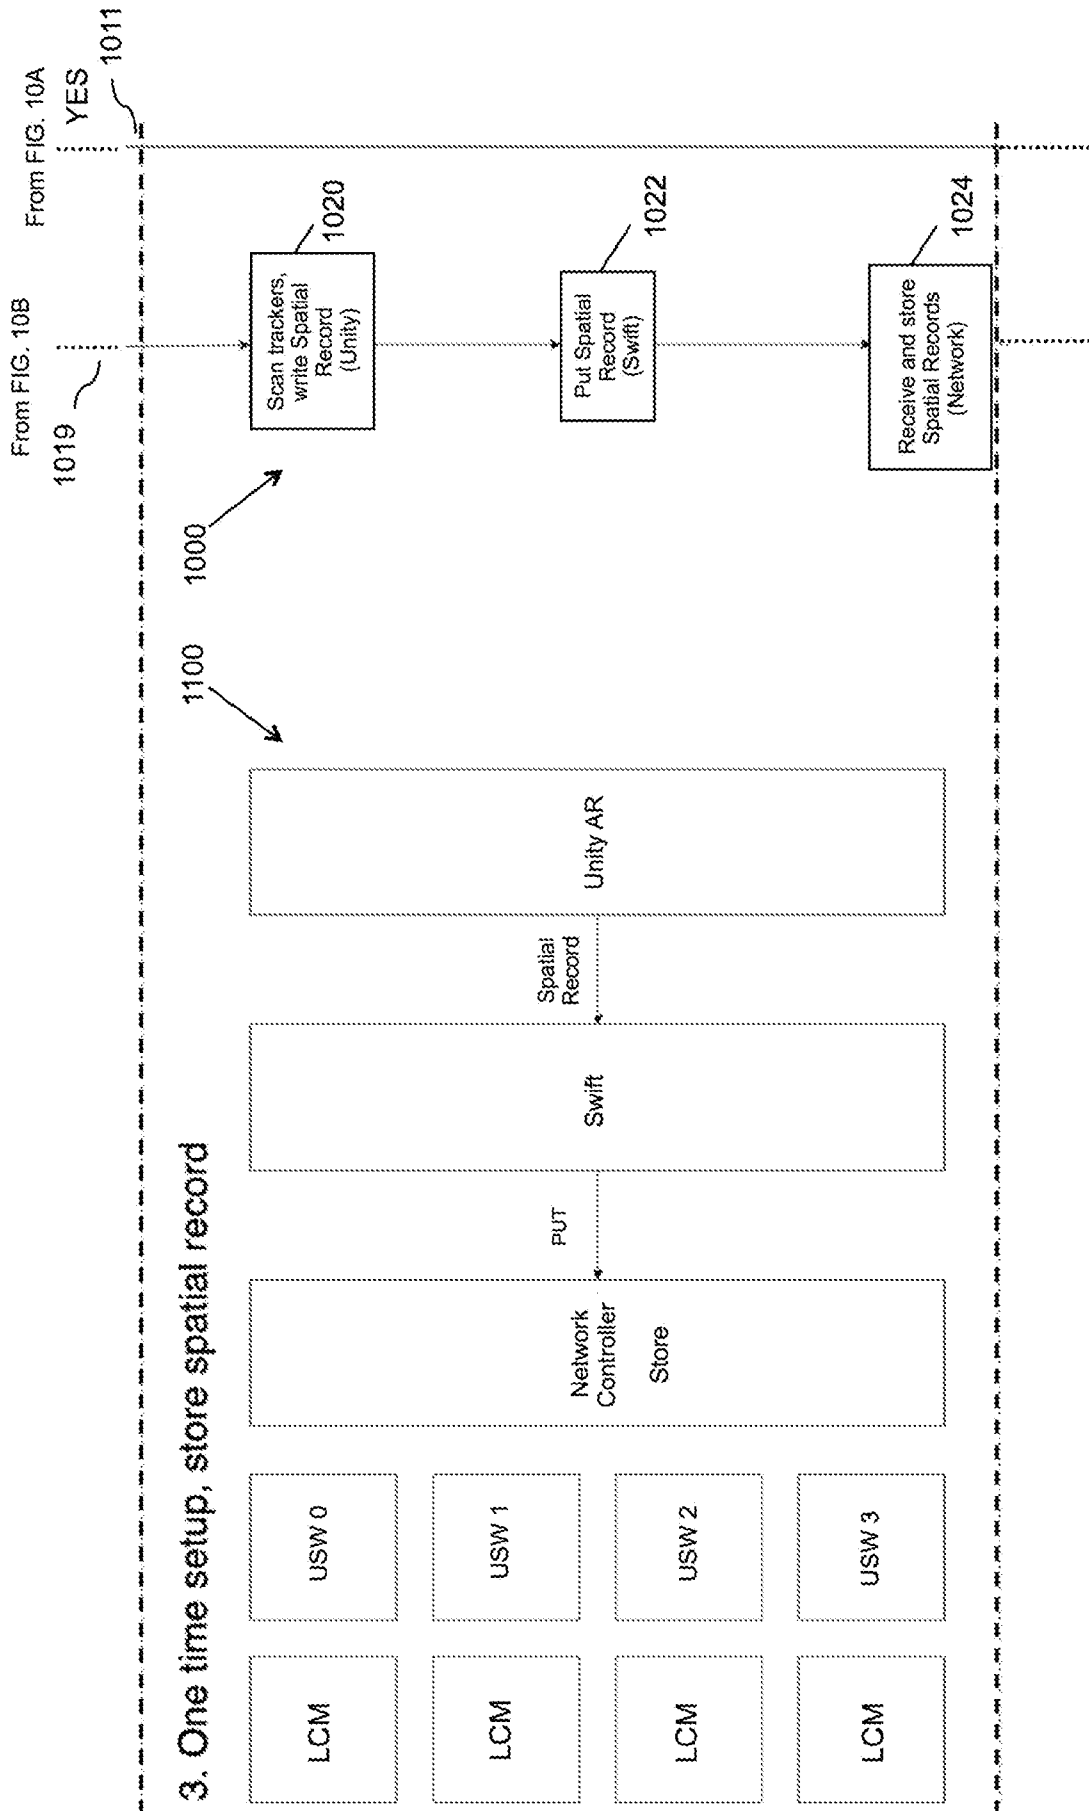 3. One time setup, store spatial record
LCM
USW 0
LCM
USW 1
LCM
USW 2
LCM
USW 3
Network
Controller
Store
PUT
Swift
Spatial
Record
Unity AR
1100
1000
From FIG. 10B
1019
From FIG. 10A
YES
1011
Scan trackers,
write Spatial
Record
(Unity)
1020
Put Spatial
Record
(Swift)
1022
Receive and store
Spatial Records
(Network)
1024